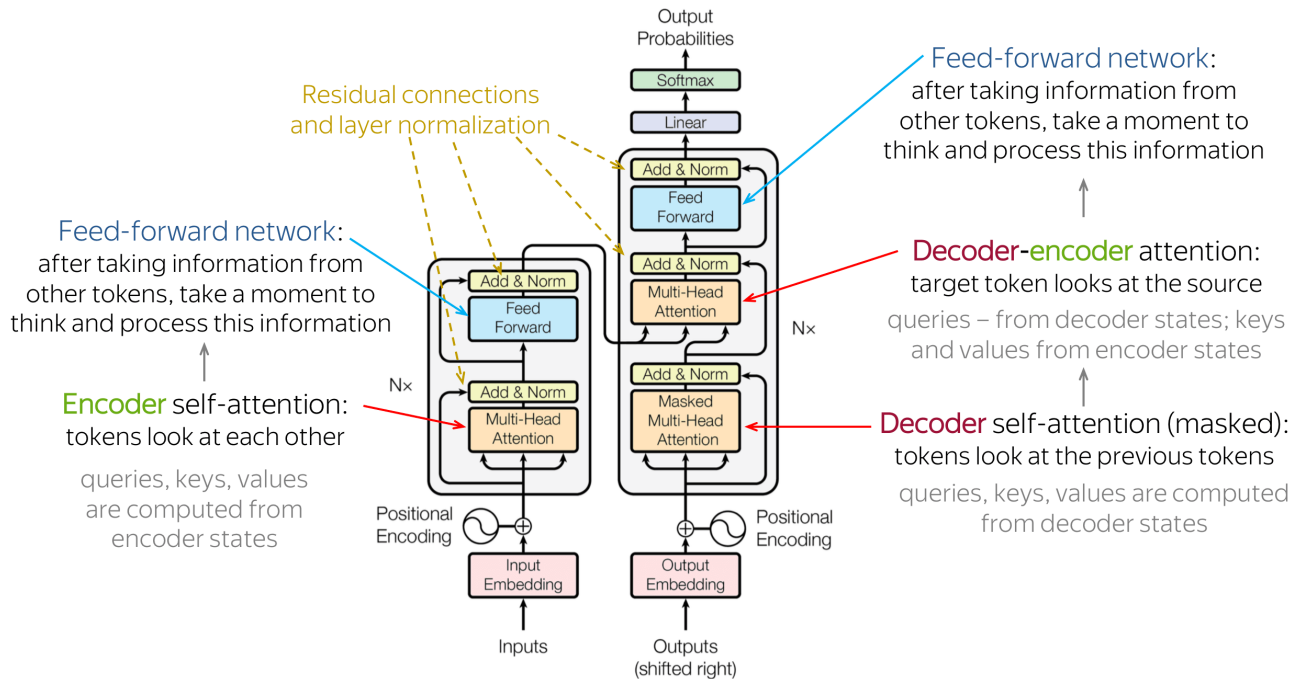 Output
Probabilities
Softmax
Linear
Add & Norm
Feed
Forward
Add & Norm
Multi-Head
Attention
Add & Norm
Masked
Multi-Head
Attention
N×
Positional
Encoding
Output
Embedding
Outputs
(shifted right)
Residual connections
and layer normalization
Add & Norm
Feed
Forward
Add & Norm
Multi-Head
Attention
N×
Positional
Encoding
Input
Embedding
Inputs
Feed-forward network:
after taking information from
other tokens, take a moment to
think and process this information
Encoder self-attention:
tokens look at each other
queries, keys, values
are computed from
encoder states
Feed-forward network:
after taking information from
other tokens, take a moment to
think and process this information
Decoder-encoder attention:
target token looks at the source
queries – from decoder states; keys
and values from encoder states
Decoder self-attention (masked):
tokens look at the previous tokens
queries, keys, values are computed
from decoder states